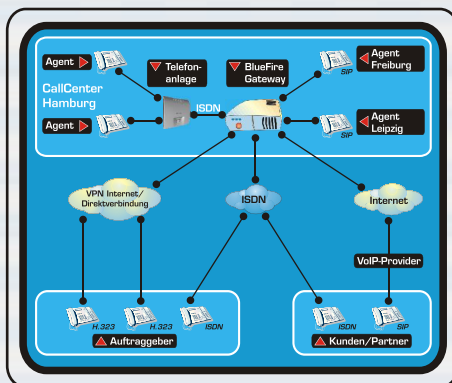 Agent
Telefon-
anlage
BlueFire
Gateway
Agent
Freiburg
SIP
CallCenter
Hamburg
ISDN
Agent
Agent
Leipzig
SIP
VPN Internet/
Direktverbindung
ISDN
Internet
VoIP-Provider
H.323
H.323
ISDN
ISDN
SIP
Auftraggeber
Kunden/Partner